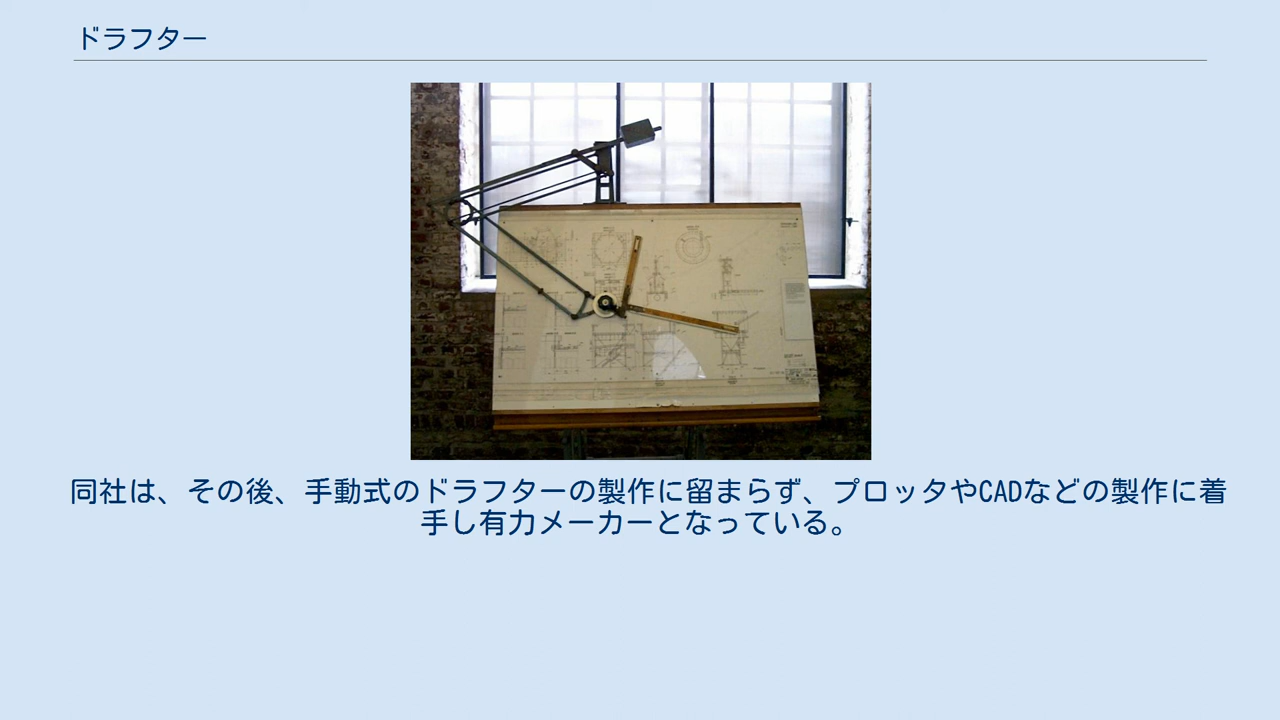 ドラフター
同社は、その後、手動式のドラフターの製作に留まらず、プロッタやCADなどの製作に着
手し有力メーカーとなっている。